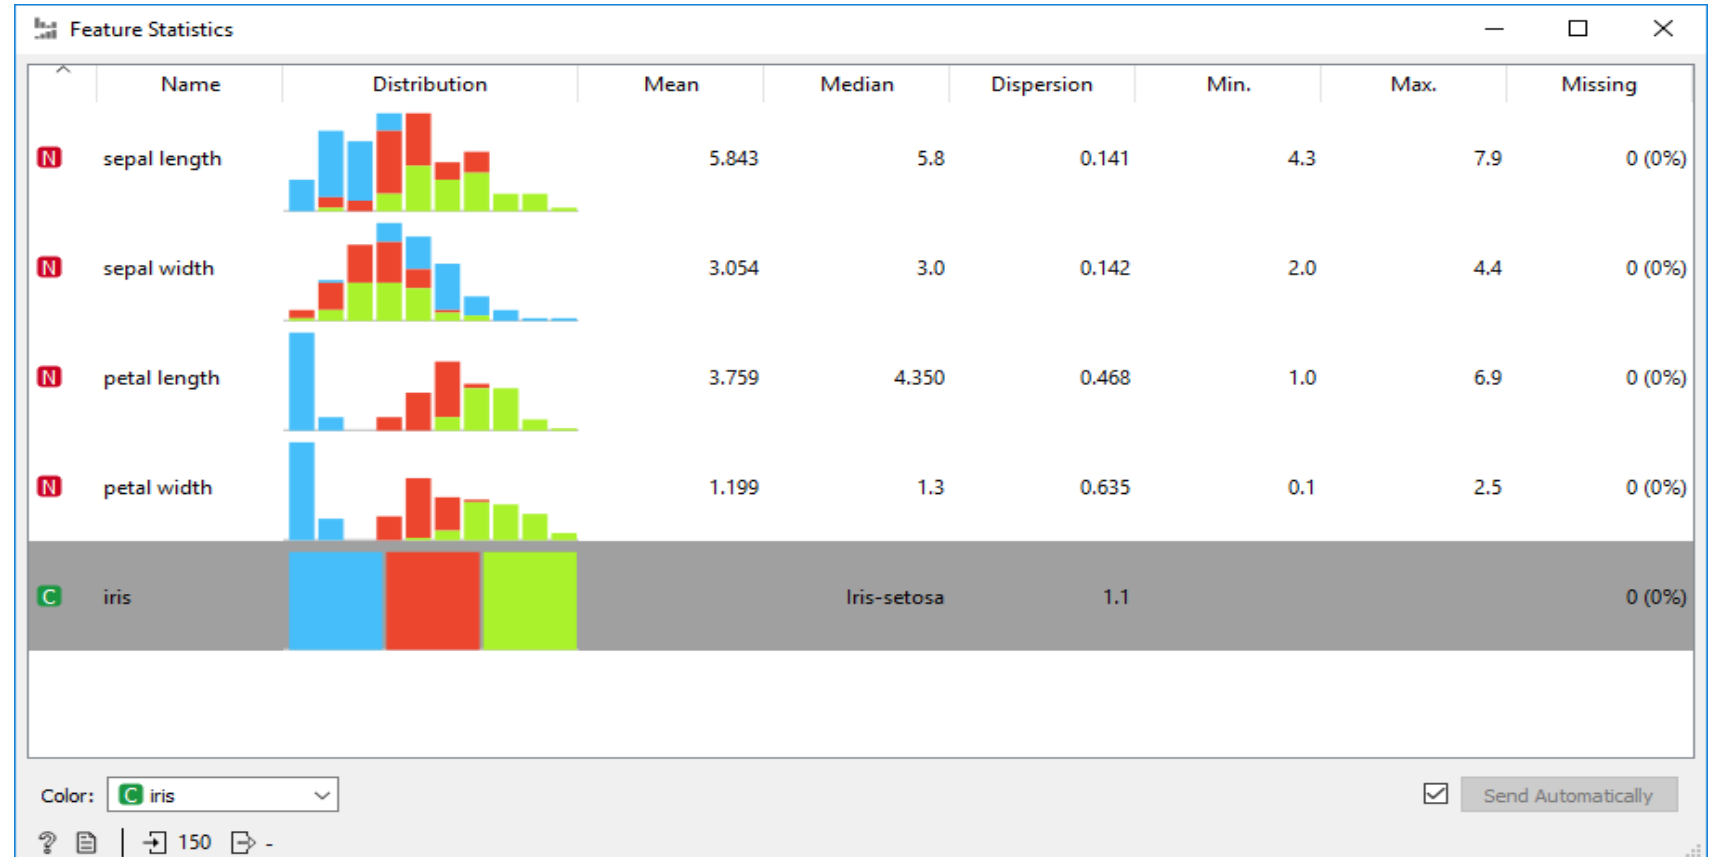 Feature Statistics
Name Distribution Mean Median Dispersion Min. Max. Missing
N sepal length 5.843 5.8 0.141 4.3 7.9 0 (0%)
N sepal width 3.054 3.0 0.142 2.0 4.4 0 (0%)
N petal length 3.759 4.350 0.468 1.0 6.9 0 (0%)
N petal width 1.199 1.3 0.635 0.1 2.5 0 (0%)
C iris Iris-setosa 1.1 0 (0%)
Color: C iris Send Automatically
? 150 -